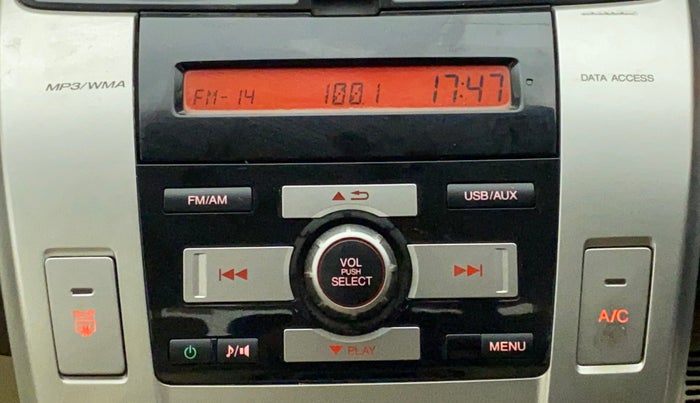 MP3/WMA
DATA ACCESS
FM-14 100.1 17:47
FM/AM
USB/AUX
VOL
PUSH
SELECT
A/C
PLAY
MENU